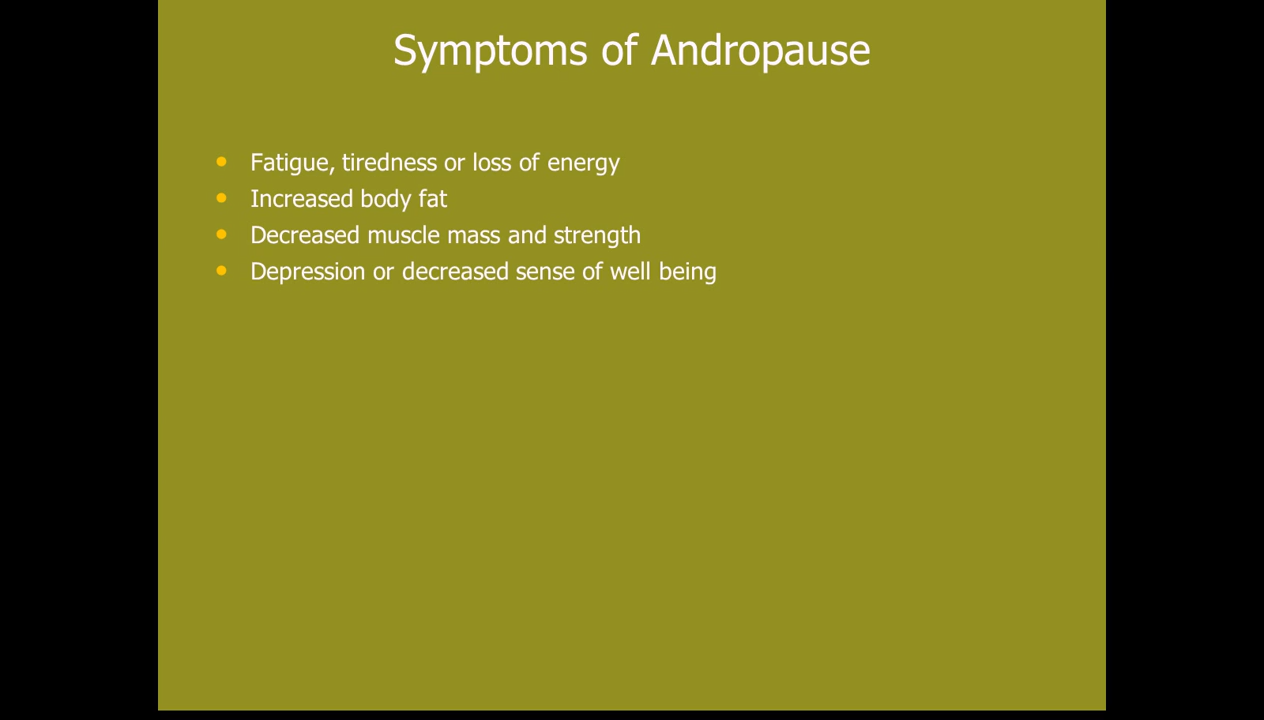 Symptoms of Andropause
Fatigue, tiredness or loss of energy
Increased body fat
Decreased muscle mass and strength
Depression or decreased sense of well being